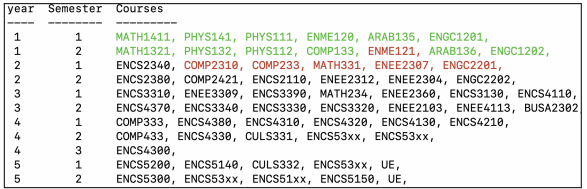 year Semester Courses
---- -------- ---------
1 1 MATH1411, PHYS141, PHYS111, ENME120, ARAB135, ENGC1201,
1 2 MATH1321, PHYS132, PHYS112, COMP133, ENME121, ARAB136, ENGC1202,
2 1 ENCS2340, COMP2310, COMP233, MATH331, ENEE2307, ENGC2201,
2 2 ENCS2380, COMP2421, ENCS2110, ENEE2312, ENEE2304, ENGC2202,
3 1 ENCS3310, ENEE3309, ENCS3390, MATH234, ENEE2360, ENCS3130, ENCS4110,
3 2 ENCS4370, ENCS3340, ENCS3330, ENCS3320, ENEE2103, ENEE4113, BUSA2302,
4 1 COMP333, ENCS4380, ENCS4310, ENCS4320, ENCS4130, ENCS4210,
4 2 COMP433, ENCS4330, CULS331, ENCS53xx, ENCS53xx,
4 3 ENCS4300,
5 1 ENCS5200, ENCS5140, CULS332, ENCS53xx, UE,
5 2 ENCS5300, ENCS53xx, ENCS51xx, ENCS5150, UE,